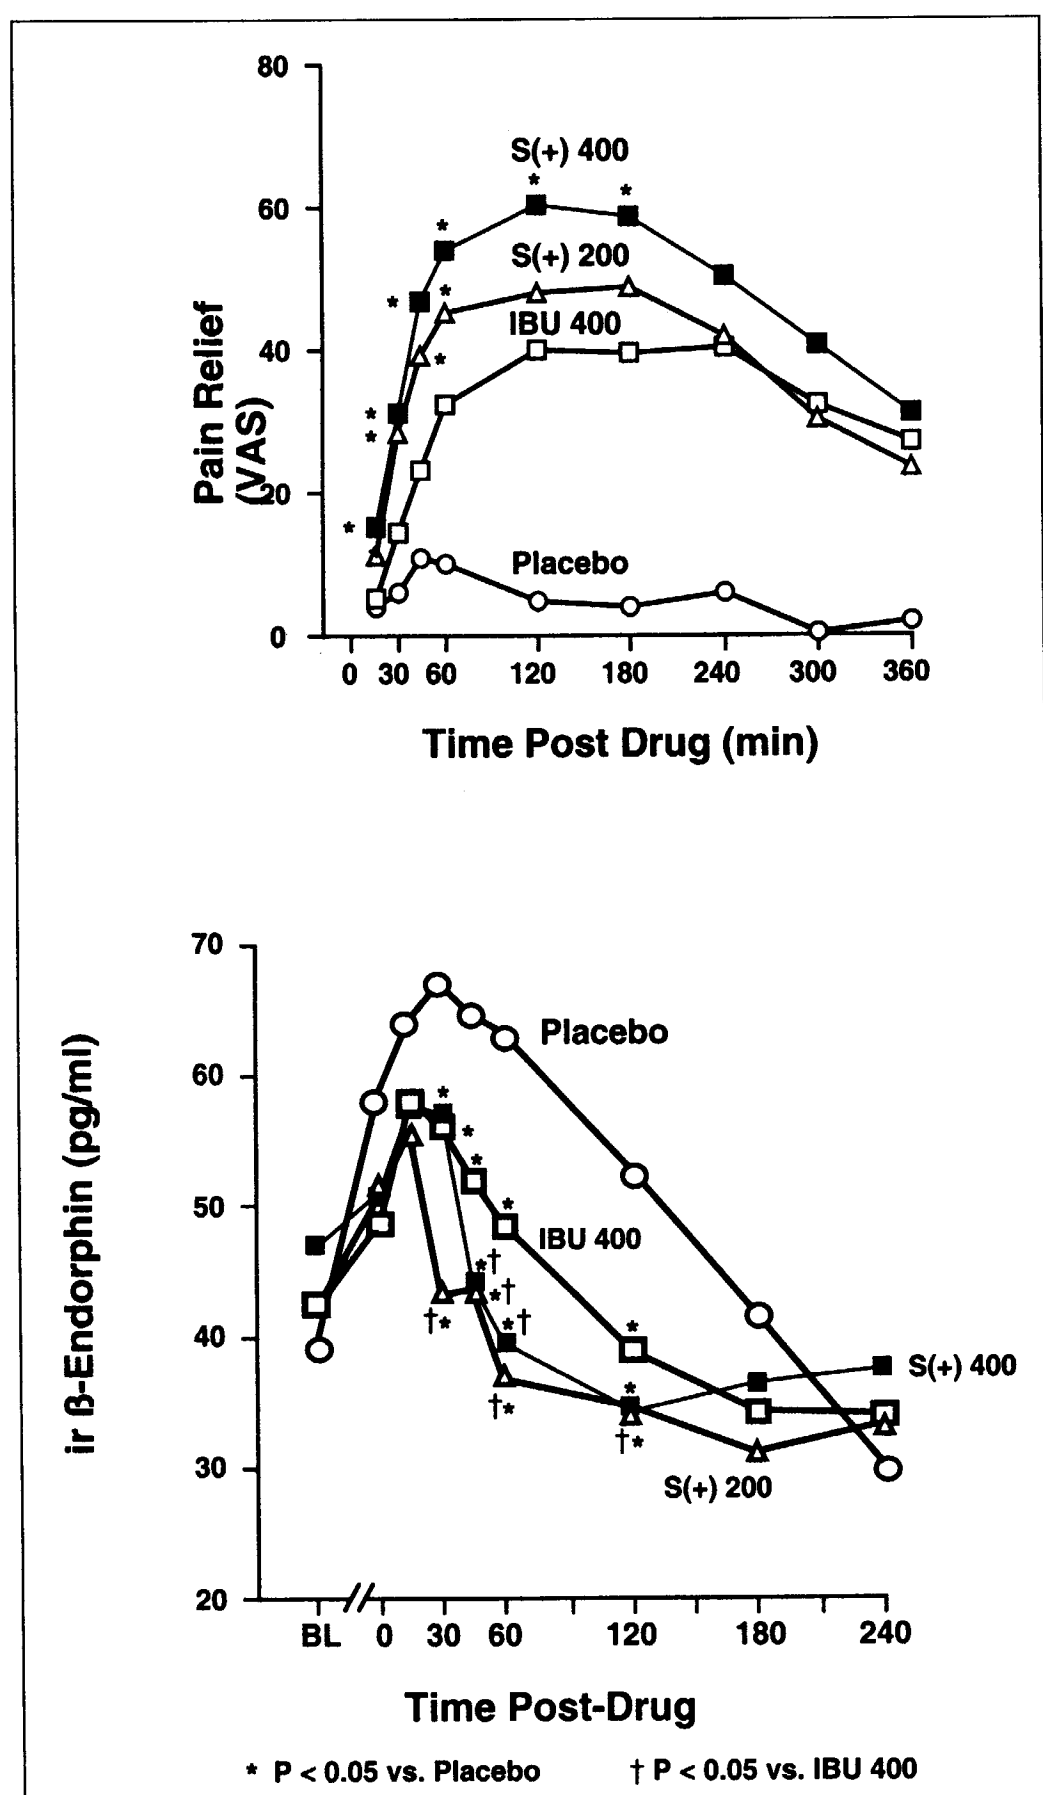 80
S(+) 400
*
*
60
*
S(+) 200
*
*
IBU 400
40
*
Pain Relief
(VAS)
*
*
20
*
Placebo
0
0 30 60 120 180 240 300 360
Time Post Drug (min)
70
Placebo
60
*
*
*
50
*
IBU 400
*†
*†
†*
*†
40
*
S(+) 400
*
†*
†*
ir ß-Endorphin (pg/ml)
30
S(+) 200
20
BL 0 30 60 120 180 240
Time Post-Drug
* P < 0.05 vs. Placebo † P < 0.05 vs. IBU 400